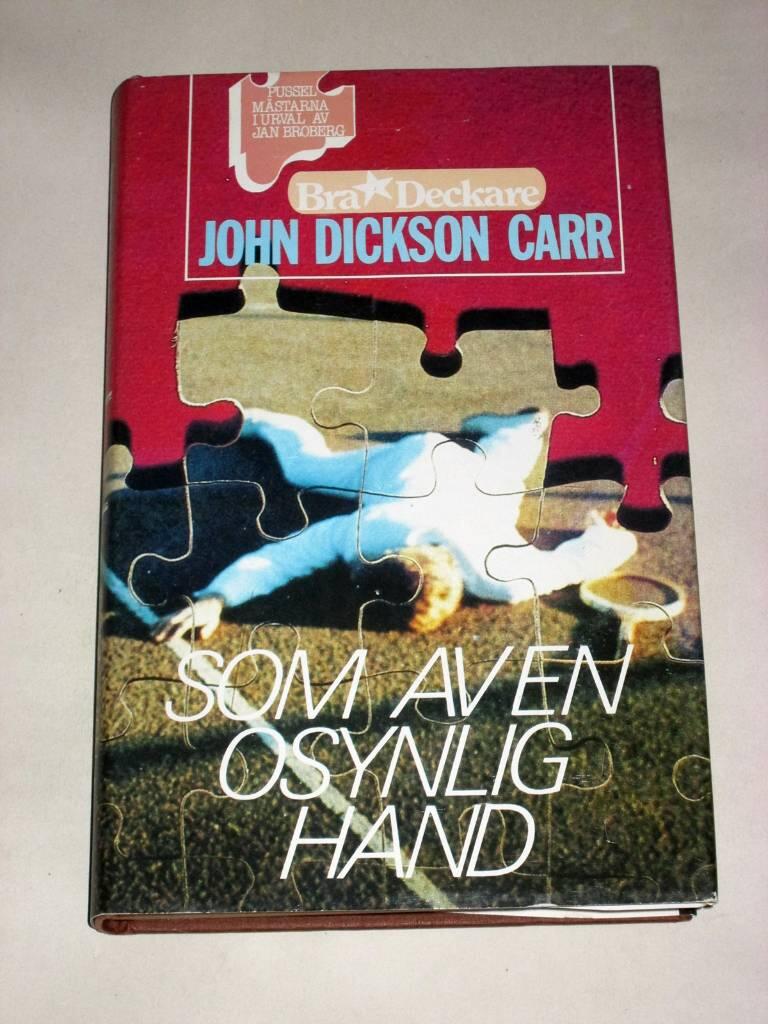 PUSSEL
MÄSTARNA
I URVAL AV
JAN BROBERG
Bra Deckare
JOHN DICKSON CARR
SOM AV EN
OSYNLIG
HAND